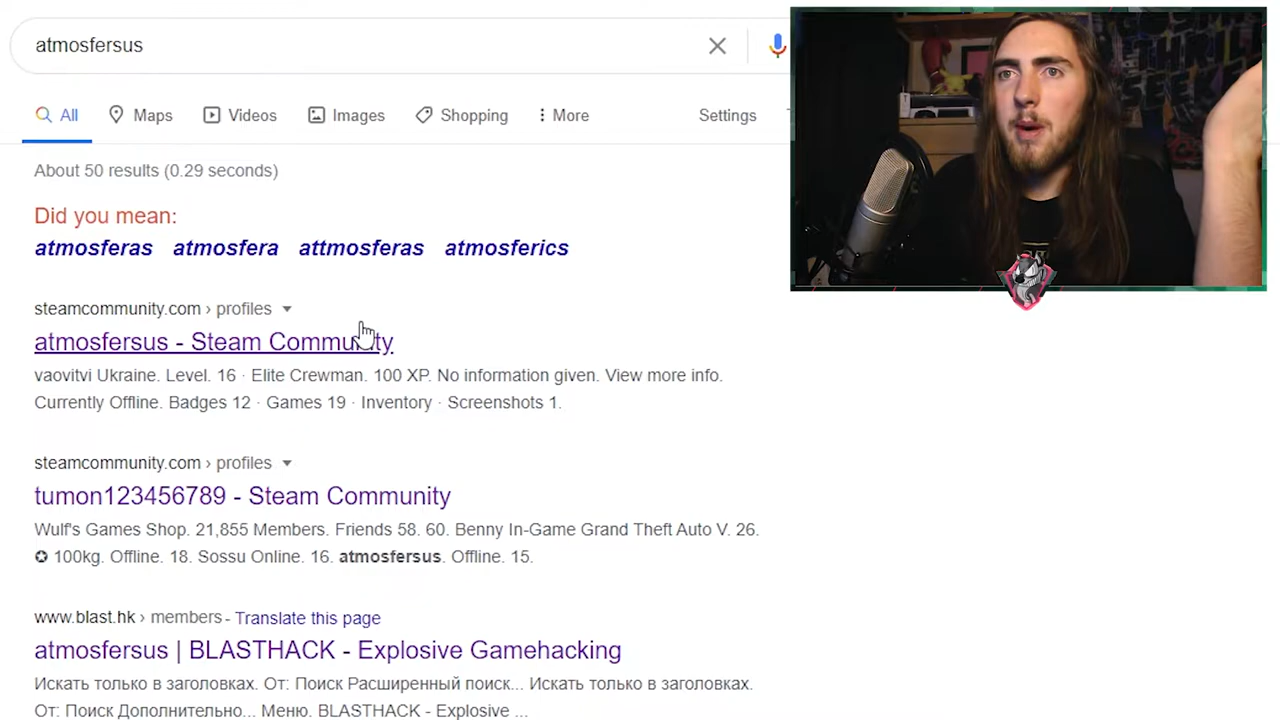 atmosfersus
All Maps Videos Images Shopping More Settings
About 50 results (0.29 seconds)
Did you mean:
atmosferas atmosfera attmosferas atmosferics
steamcommunity.com › profiles
atmosfersus - Steam Community
vaovitvi Ukraine. Level. 16 · Elite Crewman. 100 XP. No information given. View more info.
Currently Offline. Badges 12 · Games 19 · Inventory · Screenshots 1.
steamcommunity.com › profiles
tumon123456789 - Steam Community
Wulf's Games Shop. 21,855 Members. Friends 58. 60. Benny In-Game Grand Theft Auto V. 26.
✪ 100kg. Offline. 18. Sossu Online. 16. atmosfersus. Offline. 15.
www.blast.hk › members - Translate this page
atmosfersus | BLASTHACK - Explosive Gamehacking
Искать только в заголовках. От: Поиск Расширенный поиск... Искать только в заголовках.
От: Поиск Дополнительно... Меню. BLASTHACK - Explosive ...